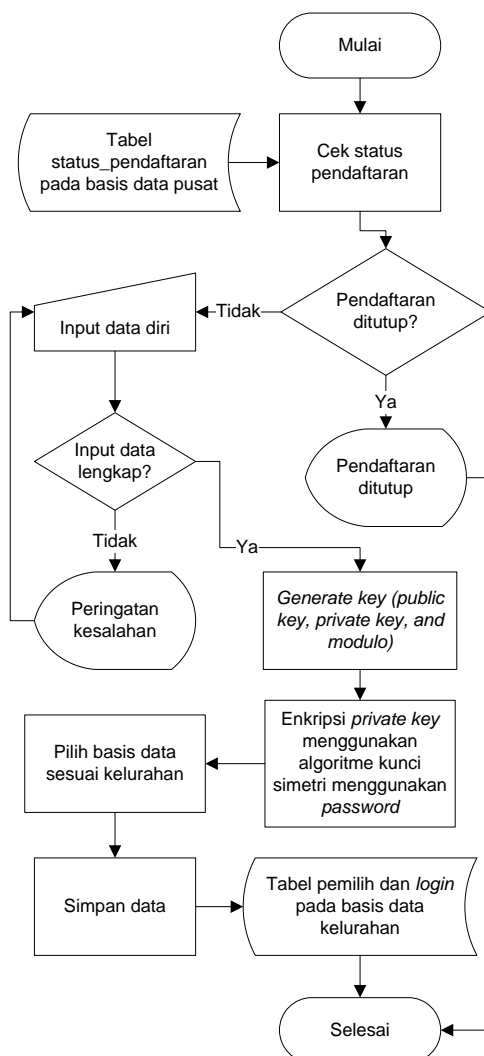 Mulai
Tabel
status_pendaftaran
pada basis data pusat
Cek status
pendaftaran
Pendaftaran
ditutup?
Tidak
Input data diri
Ya
Input data
lengkap?
Pendaftaran
ditutup
Tidak
Ya
Peringatan
kesalahan
Generate key (public
key, private key, and
modulo)
Enkripsi private key
menggunakan
algoritme kunci
simetri menggunakan
password
Pilih basis data
sesuai kelurahan
Simpan data
Tabel pemilih dan login
pada basis data
kelurahan
Selesai